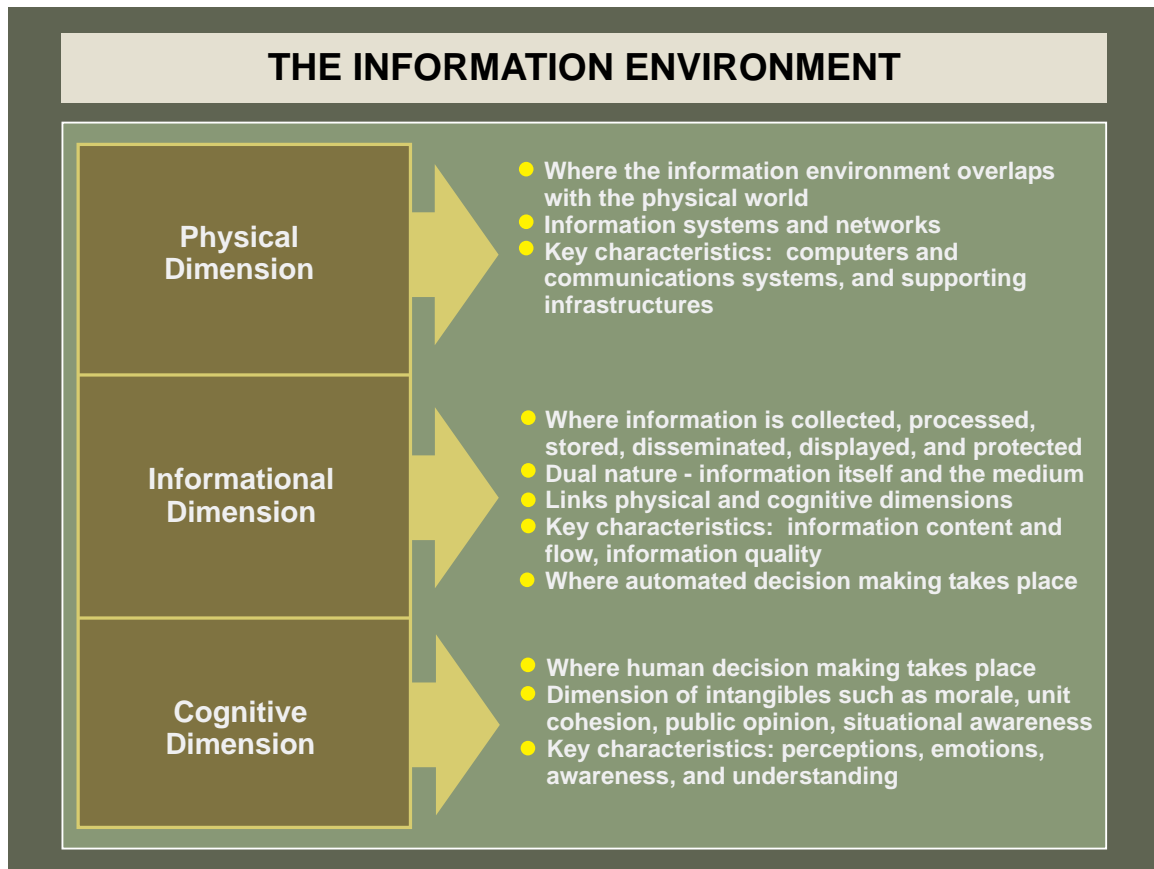 THE INFORMATION ENVIRONMENT
Physical
Dimension
● Where the information environment overlaps
with the physical world
● Information systems and networks
● Key characteristics:  computers and
communications systems, and supporting
infrastructures
Informational
Dimension
● Where information is collected, processed,
stored, disseminated, displayed, and protected
● Dual nature - information itself and the medium
● Links physical and cognitive dimensions
● Key characteristics:  information content and
flow, information quality
● Where automated decision making takes place
Cognitive
Dimension
● Where human decision making takes place
● Dimension of intangibles such as morale, unit
cohesion, public opinion, situational awareness
● Key characteristics: perceptions, emotions,
awareness, and understanding